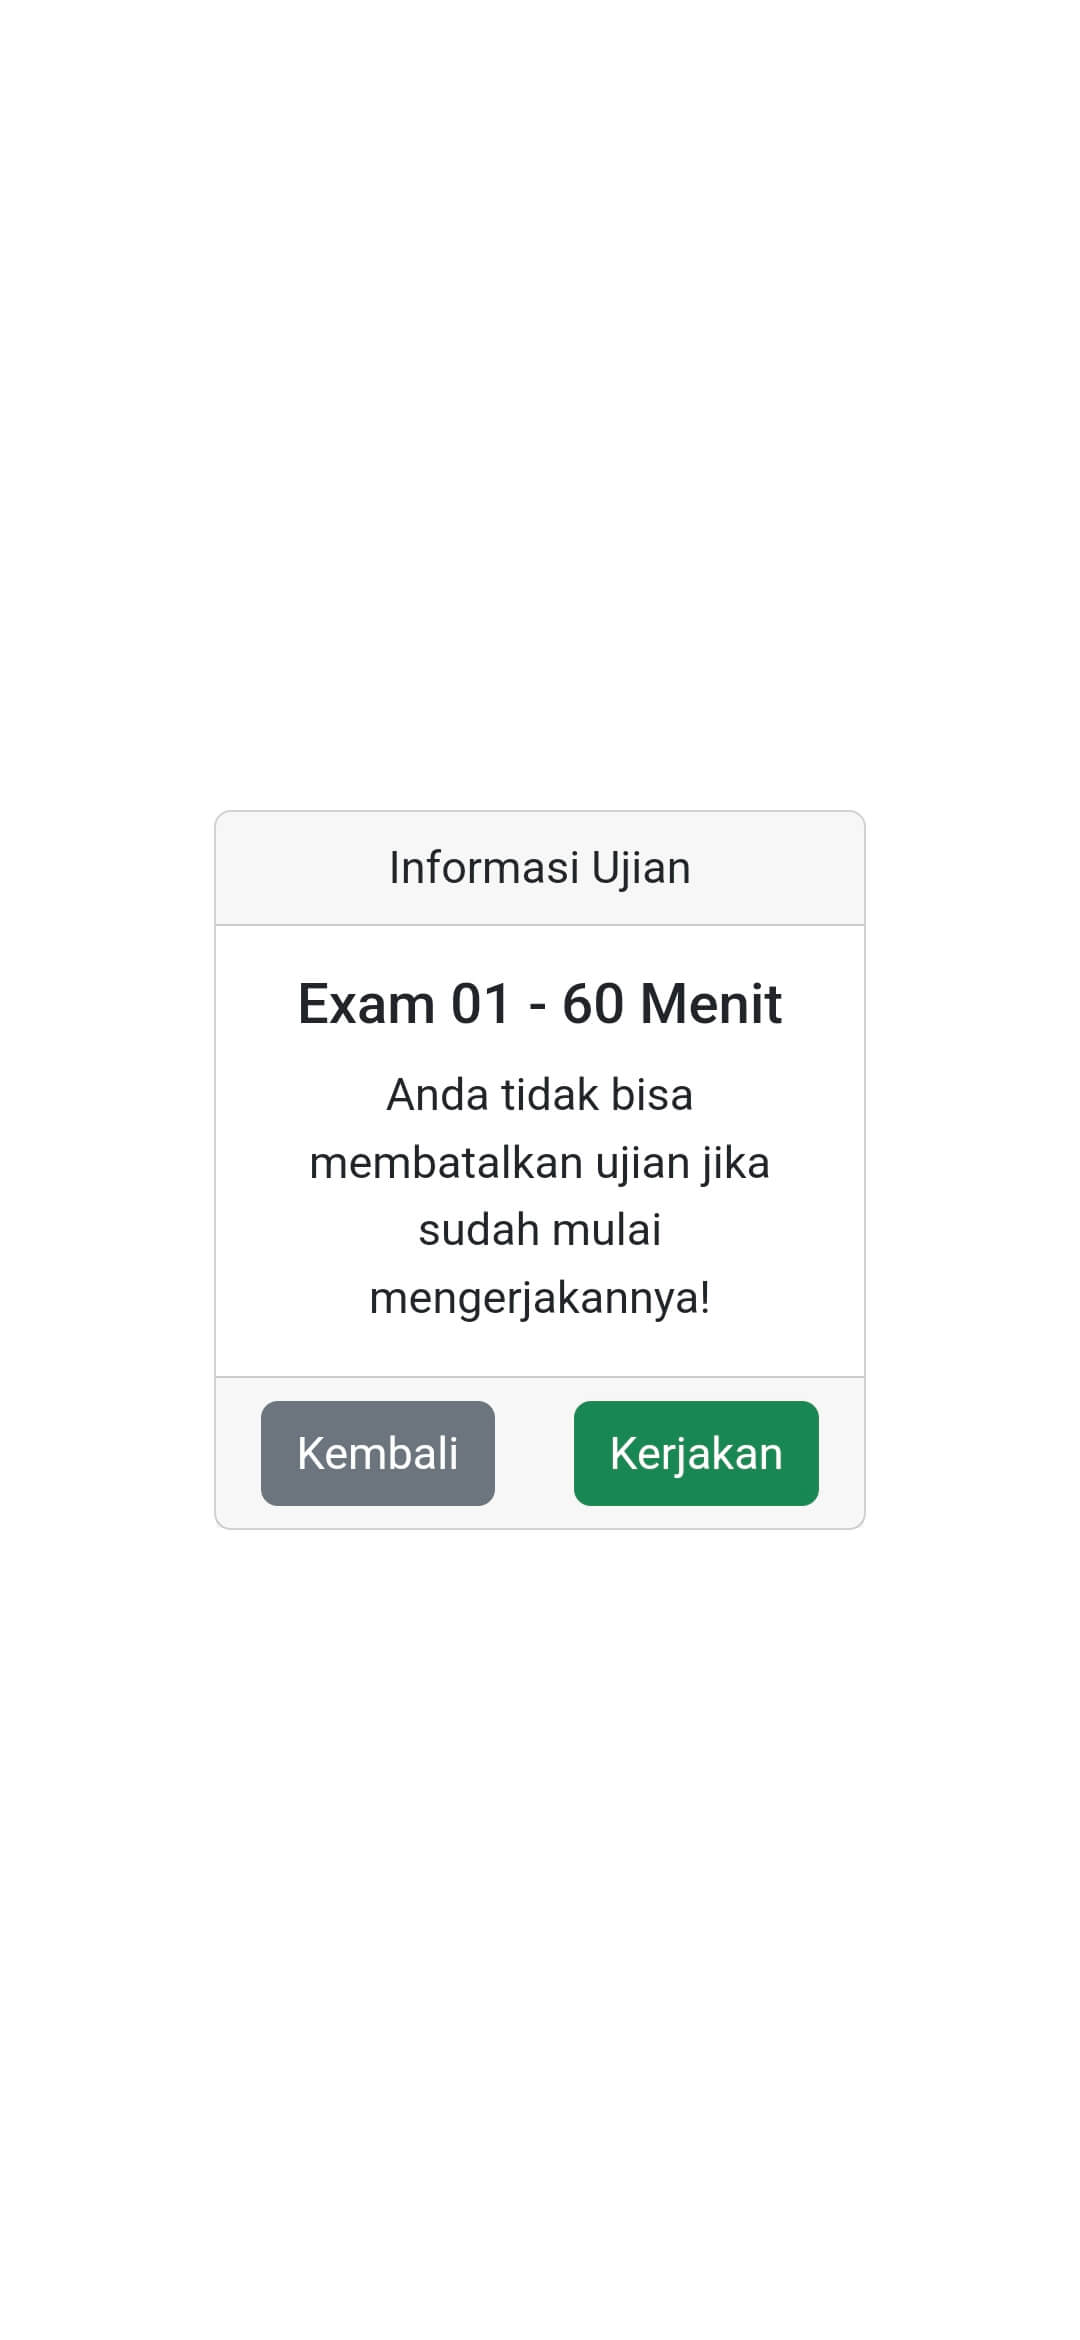 Informasi Ujian
Exam 01 - 60 Menit
Anda tidak bisa
membatalkan ujian jika
sudah mulai
mengerjakannya!
Kembali
Kerjakan